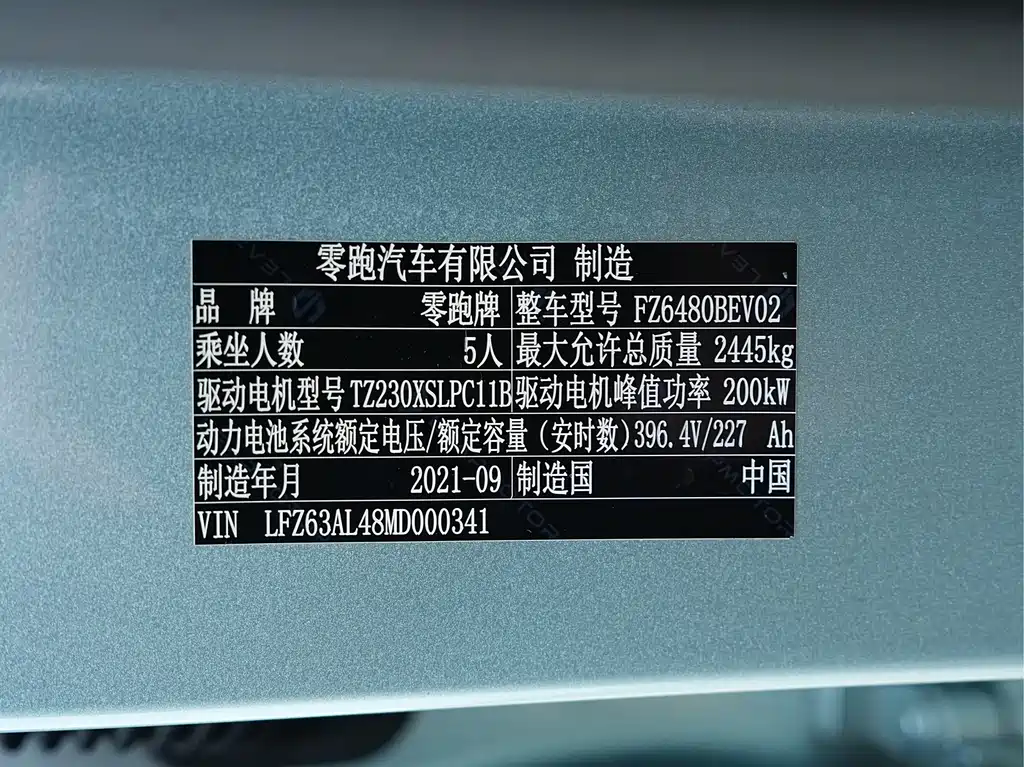 零跑汽车有限公司 制造
品 牌 零跑牌 整车型号 FZ6480BEV02
乘坐人数 5人 最大允许总质量 2445kg
驱动电机型号 TZ230XSLPC11B 驱动电机峰值功率 200kW
动力电池系统额定电压/额定容量（安时数）396.4V/227 Ah
制造年月 2021-09 制造国 中国
VIN LFZ63AL48MD000341